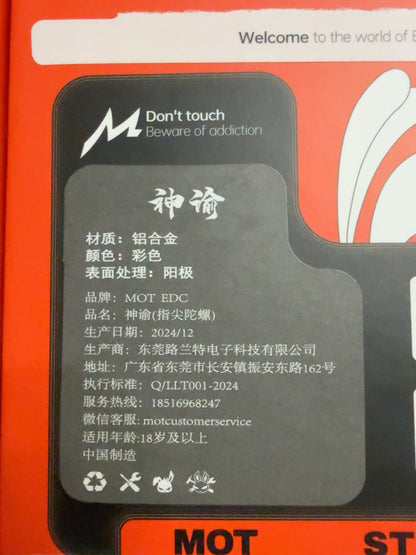 Welcome to the world of E
Don't touch
Beware of addiction
神谕
材质：铝合金
颜色：彩色
表面处理：阳极
品牌：MOT EDC
品名：神谕(指尖陀螺)
生产日期：2024/12
生产商：东莞路兰特电子科技有限公司
地址：广东省东莞市长安镇振安东路162号
执行标准：Q/LLT001-2024
服务热线：18516968247
微信客服: motcustomerservice
适用年龄:18岁及以上
中国制造
MOT ST